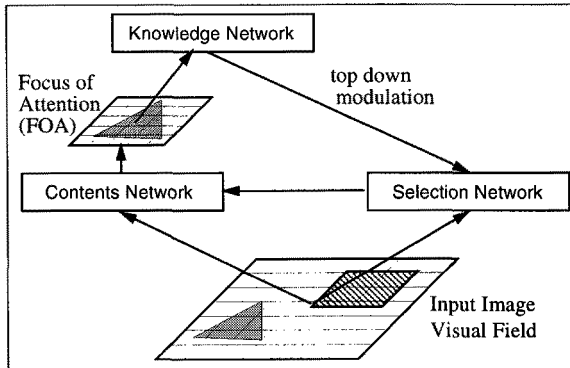 Knowledge Network
Focus of
Attention
(FOA)
top down
modulation
Contents Network
Selection Network
Input Image
Visual Field